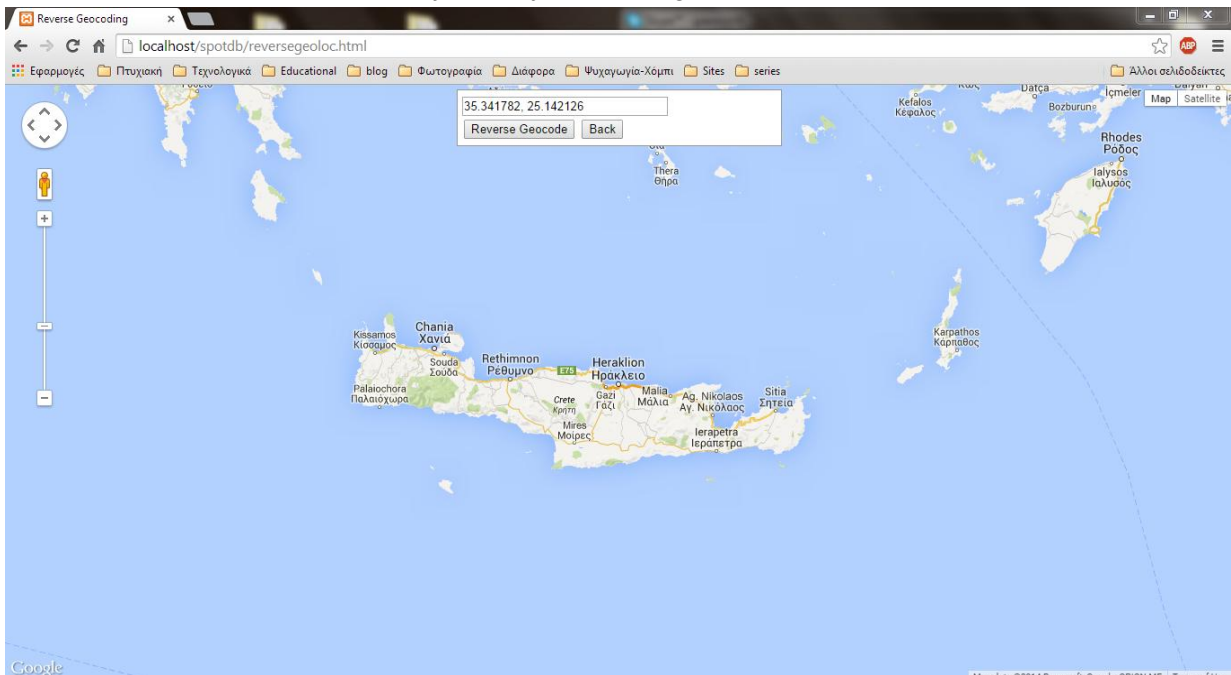 Reverse Geocoding
localhost/spotdb/reversegeoloc.html
ABP
Εφαρμογές Πτυχιακή Τεχνολογικά Educational blog Φωτογραφία Διάφορα Ψυχαγωγία-Χόμπι Sites series Άλλοι σελιδοδείκτες
35.341782, 25.142126
Reverse Geocode Back
Map Satellite
Kefalos
Κέφαλος
Datça
Bozburun
İçmeler
Rhodes
Ρόδος
Ialysos
Ιαλυσός
Thera
Θήρα
Karpathos
Κάρπαθος
Kissamos
Κίσσαμος
Chania
Χανιά
Souda
Σούδα
Rethimnon
Ρέθυμνο
E75
Heraklion
Ηράκλειο
Palaiochora
Παλαιόχωρα
Crete
Κρήτη
Gazi
Γάζι
Malia
Μάλια
Ag. Nikolaos
Αγ. Νικόλαος
Sitia
Σητεία
Mires
Μοίρες
Ierapetra
Ιεράπετρα
Google